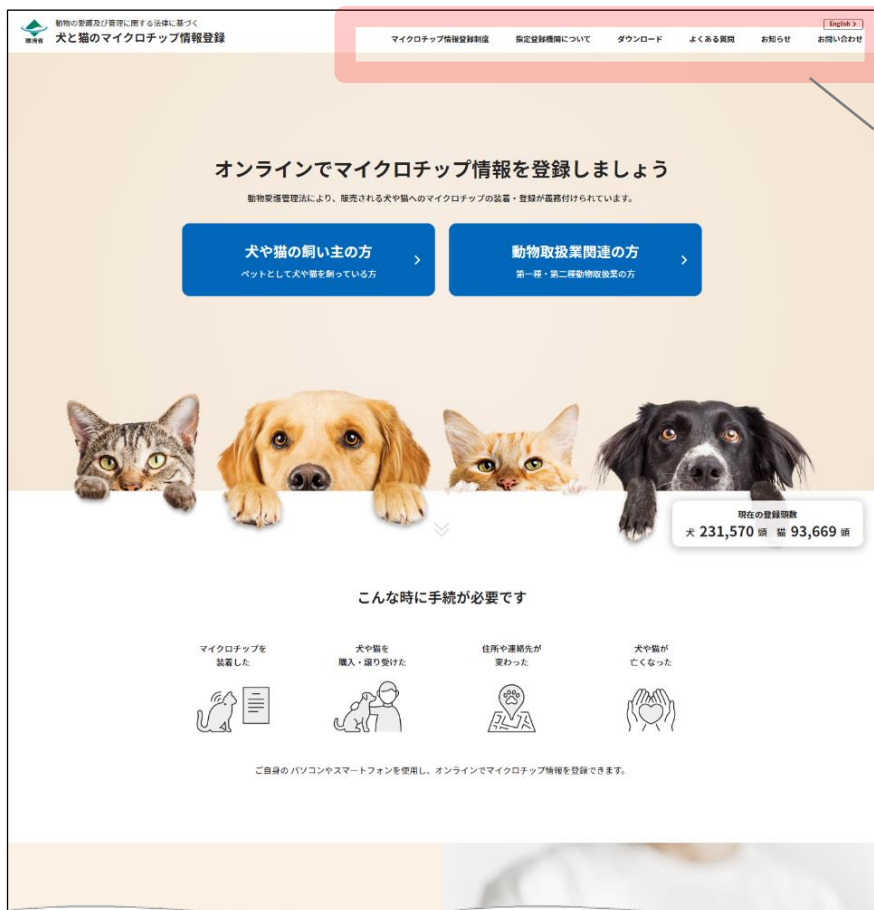 動物の愛護及び管理に関する法律に基づく
犬と猫のマイクロチップ情報登録
環境省
English >
マイクロチップ情報登録制度 指定登録機関について ダウンロード よくある質問 お知らせ お問い合わせ
オンラインでマイクロチップ情報を登録しましょう
動物愛護管理法により、販売される犬や猫へのマイクロチップの装着・登録が義務付けられています。
犬や猫の飼い主の方
ペットとして犬や猫を飼っている方
動物取扱業関連の方
第一種・第二種動物取扱業の方
現在の登録頭数
犬 231,570 頭 猫 93,669 頭
こんな時に手続が必要です
マイクロチップを
装着した
犬や猫を
購入・譲り受けた
住所や連絡先が
変わった
犬や猫が
亡くなった
ご自身のパソコンやスマートフォンを使用し、オンラインでマイクロチップ情報を登録できます。